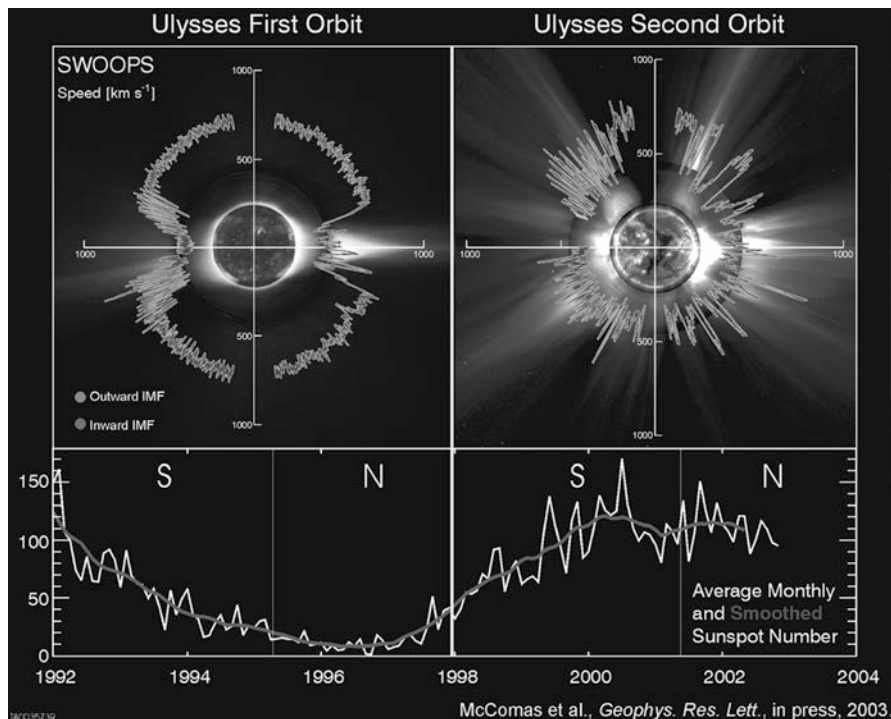 Ulysses First Orbit
Ulysses Second Orbit
SWOOPS
Speed [km s⁻¹]
1000
500
1000
1000
500
1000
Outward IMF
Inward IMF
1000
500
1000
1000
500
1000
S
N
S
N
150
100
50
0
Average Monthly
and Smoothed
Sunspot Number
1992
1994
1996
1998
2000
2002
2004
McComas et al., Geophys. Res. Lett., in press, 2003